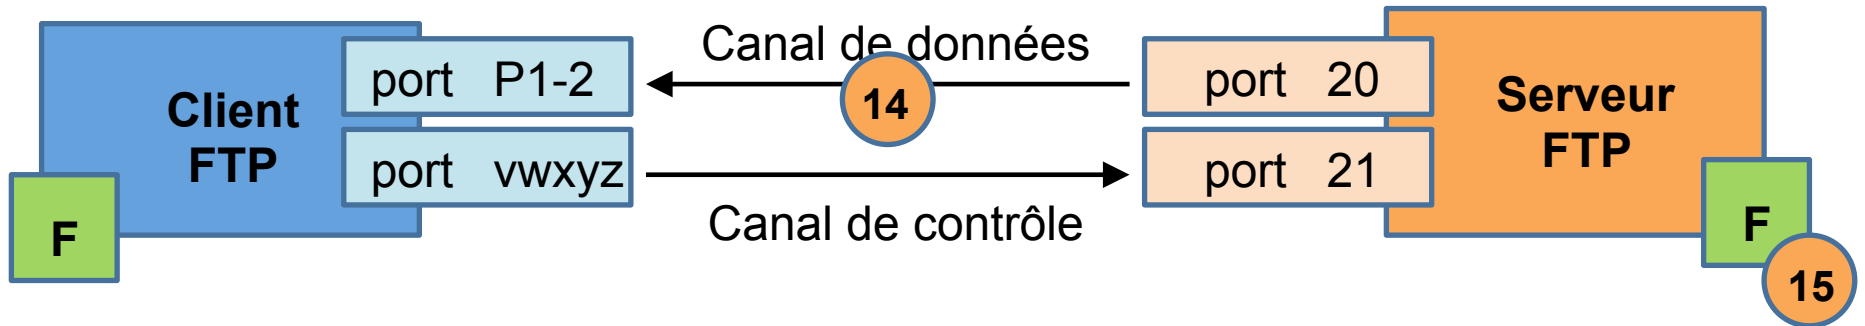 Client
FTP
port P1-2
port vwxyz
F
Canal de données
14
Canal de contrôle
port 20
port 21
Serveur
FTP
F
15